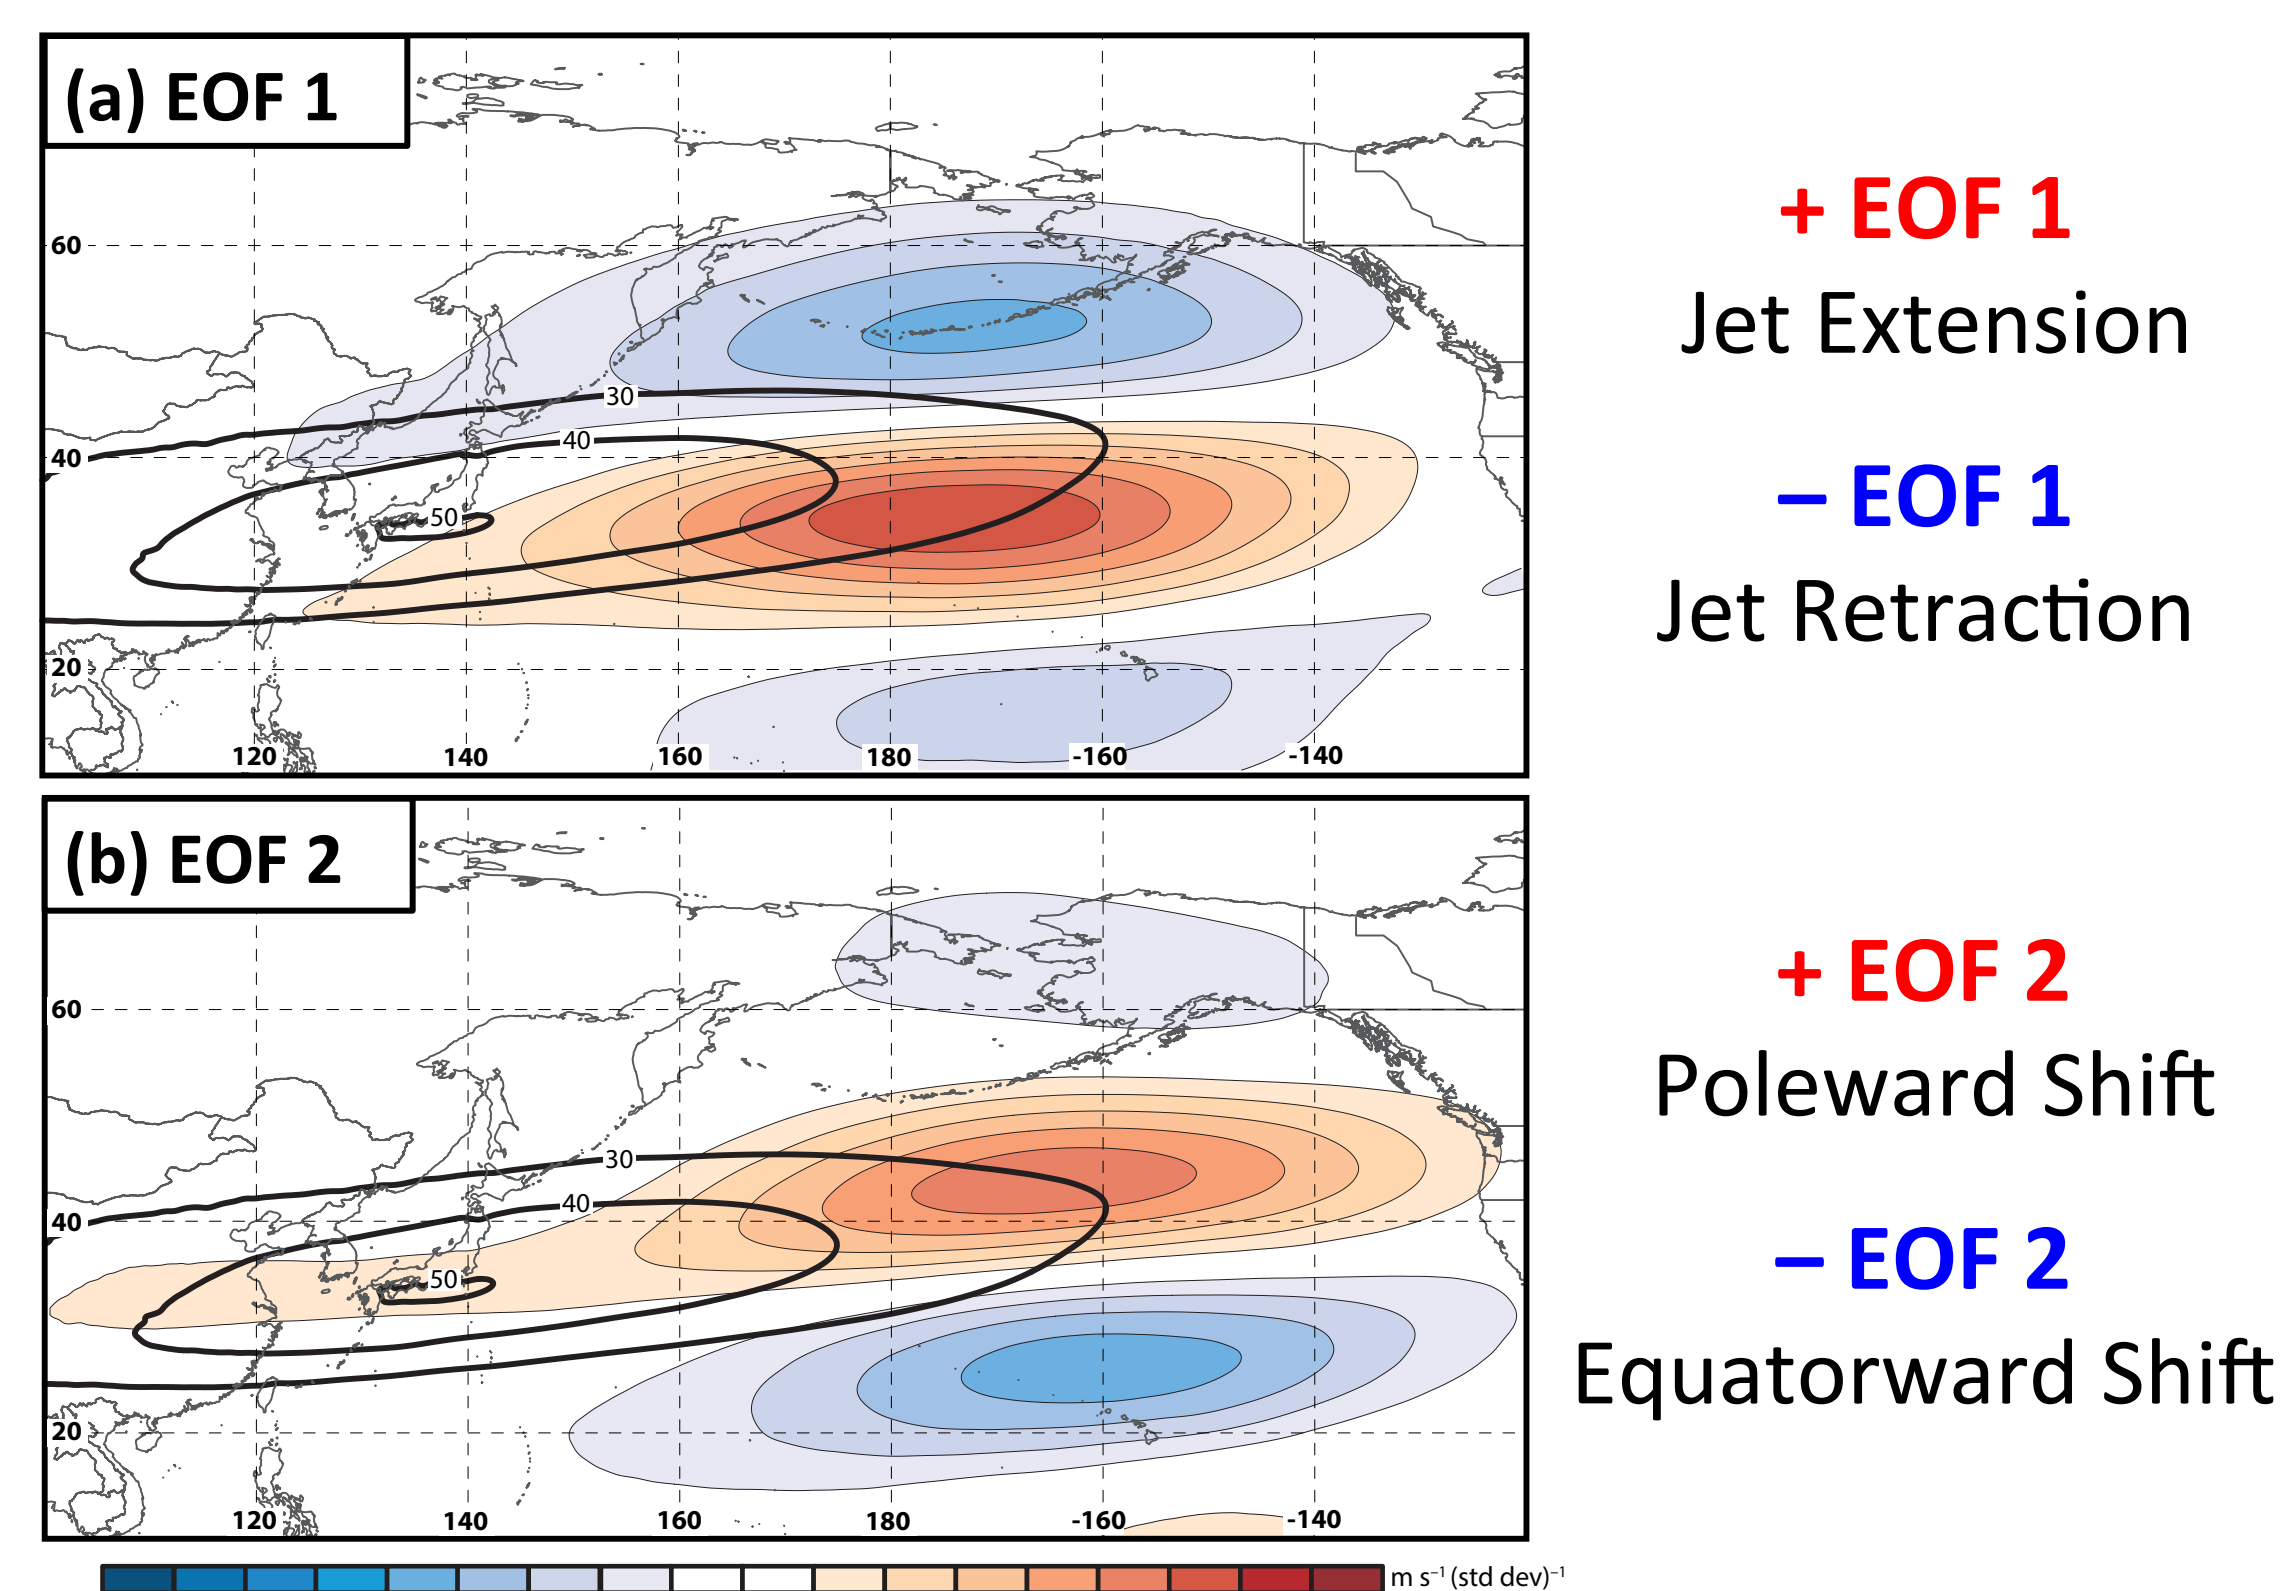 (a) EOF 1
60
40
20
30
40
50
120 140 160 180 -160 -140
+ EOF 1
Jet Extension
– EOF 1
Jet Retraction
(b) EOF 2
60
40
20
30
40
50
120 140 160 180 -160 -140
+ EOF 2
Poleward Shift
– EOF 2
Equatorward Shift
m s⁻¹ (std dev)⁻¹